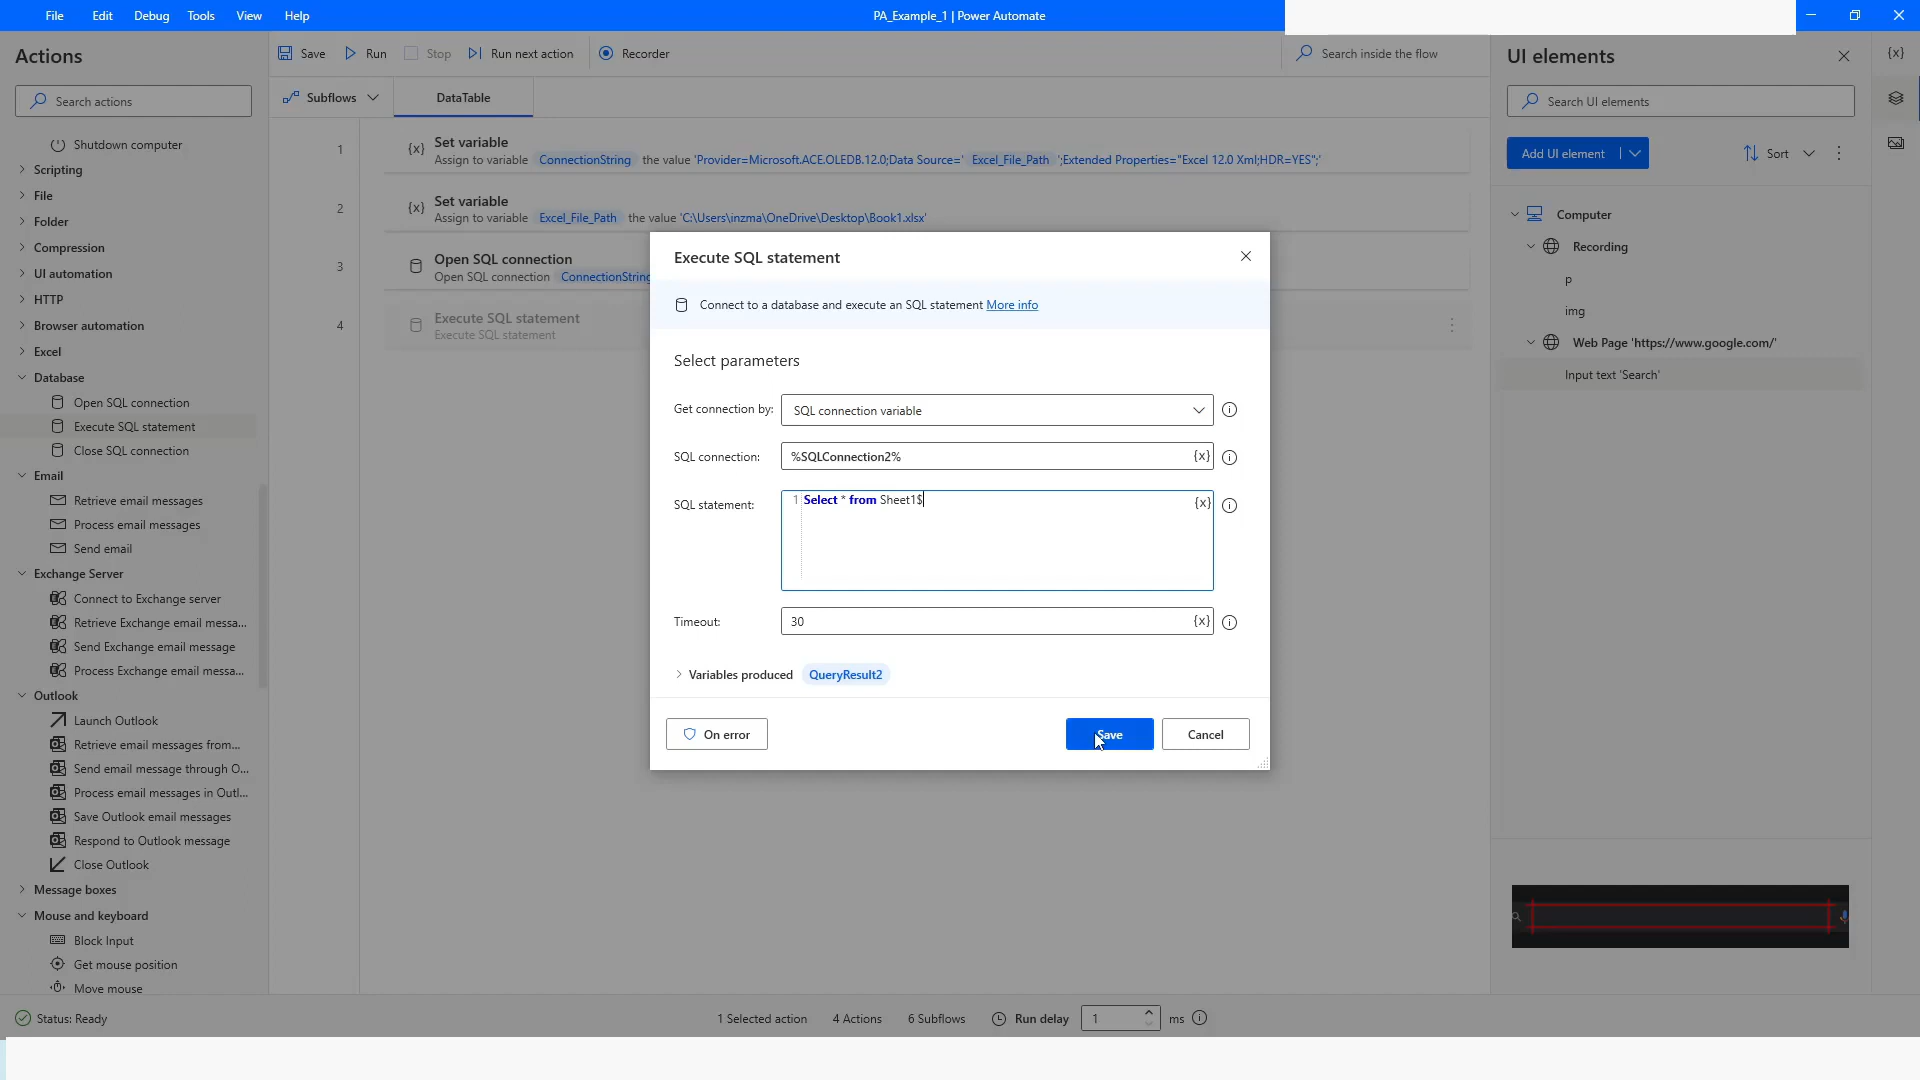 File Edit Debug Tools View Help
PA_Example_1 | Power Automate
Actions
Search actions
Shutdown computer
Scripting
File
Folder
Compression
UI automation
HTTP
Browser automation
Excel
Database
Open SQL connection
Execute SQL statement
Close SQL connection
Email
Retrieve email messages
Process email messages
Send email
Exchange Server
Connect to Exchange server
Retrieve Exchange email messa...
Send Exchange email message
Process Exchange email messa...
Outlook
Launch Outlook
Retrieve email messages from...
Send email message through O...
Process email messages in Outl...
Save Outlook email messages
Respond to Outlook message
Close Outlook
Message boxes
Mouse and keyboard
Block Input
Get mouse position
Move mouse
Save Run Stop Run next action Recorder
Search inside the flow
Subflows DataTable
1 {x} Set variable
Assign to variable ConnectionString the value 'Provider=Microsoft.ACE.OLEDB.12.0;Data Source=' Excel_File_Path ';Extended Properties="Excel 12.0 Xml;HDR=YES";'
2 {x} Set variable
Assign to variable Excel_File_Path the value 'C:\Users\inzma\OneDrive\Desktop\Book1.xlsx'
3 Open SQL connection
Open SQL connection ConnectionString
4 Execute SQL statement
Execute SQL statement
Execute SQL statement
Connect to a database and execute an SQL statement More info
Select parameters
Get connection by: SQL connection variable
SQL connection: %SQLConnection2% {x}
SQL statement: 1 Select * from Sheet1$ {x}
Timeout: 30 {x}
Variables produced QueryResult2
On error Save Cancel
UI elements
{x}
Search UI elements
Add UI element Sort
Computer
Recording
p
img
Web Page 'https://www.google.com/'
Input text 'Search'
Status: Ready 1 Selected action 4 Actions 6 Subflows Run delay 1 ms